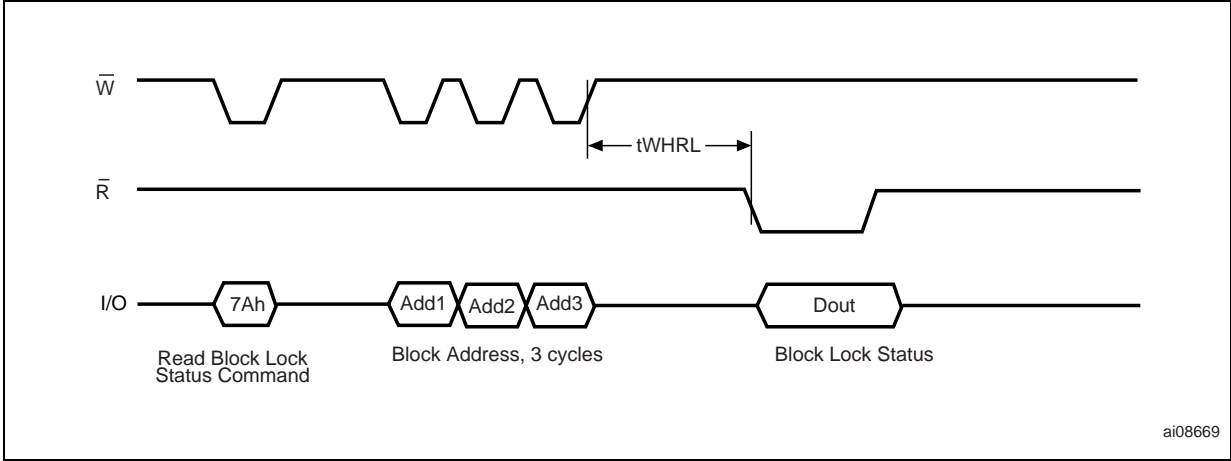 W̅
tWHRL
R̅
I/O
7Ah
Add1
Add2
Add3
Dout
Read Block Lock
Status Command
Block Address, 3 cycles
Block Lock Status
ai08669